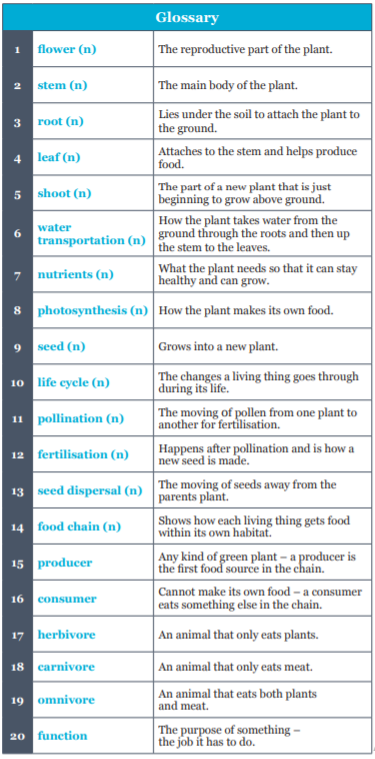 Glossary
1 flower (n) The reproductive part of the plant.
2 stem (n) The main body of the plant.
3 root (n) Lies under the soil to attach the plant to
the ground.
4 leaf (n) Attaches to the stem and helps produce
food.
5 shoot (n) The part of a new plant that is just
beginning to grow above ground.
6 water
transportation (n) How the plant takes water from the
ground through the roots and then up
the stem to the leaves.
7 nutrients (n) What the plant needs so that it can stay
healthy and can grow.
8 photosynthesis (n) How the plant makes its own food.
9 seed (n) Grows into a new plant.
10 life cycle (n) The changes a living thing goes through
during its life.
11 pollination (n) The moving of pollen from one plant to
another for fertilisation.
12 fertilisation (n) Happens after pollination and is how a
new seed is made.
13 seed dispersal (n) The moving of seeds away from the
parents plant.
14 food chain (n) Shows how each living thing gets food
within its own habitat.
15 producer Any kind of green plant – a producer is
the first food source in the chain.
16 consumer Cannot make its own food – a consumer
eats something else in the chain.
17 herbivore An animal that only eats plants.
18 carnivore An animal that only eats meat.
19 omnivore An animal that eats both plants
and meat.
20 function The purpose of something –
the job it has to do.